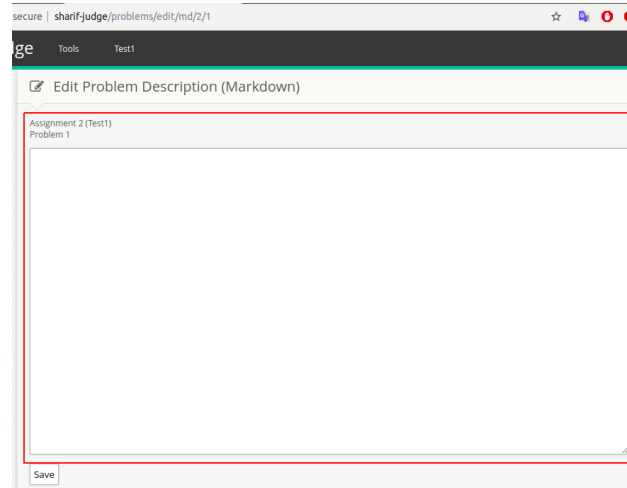 secure | sharif-judge/problems/edit/md/2/1
ge Tools Test1
Edit Problem Description (Markdown)
Assignment 2 (Test1)
Problem 1
Save